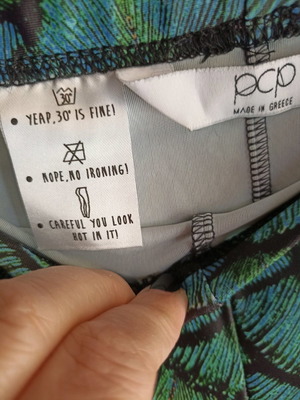 30°
• YEAP, 30° IS FINE!
• NOPE, NO IRONING!
• CAREFUL YOU LOOK
HOT IN IT!
pcp
MADE IN GREECE